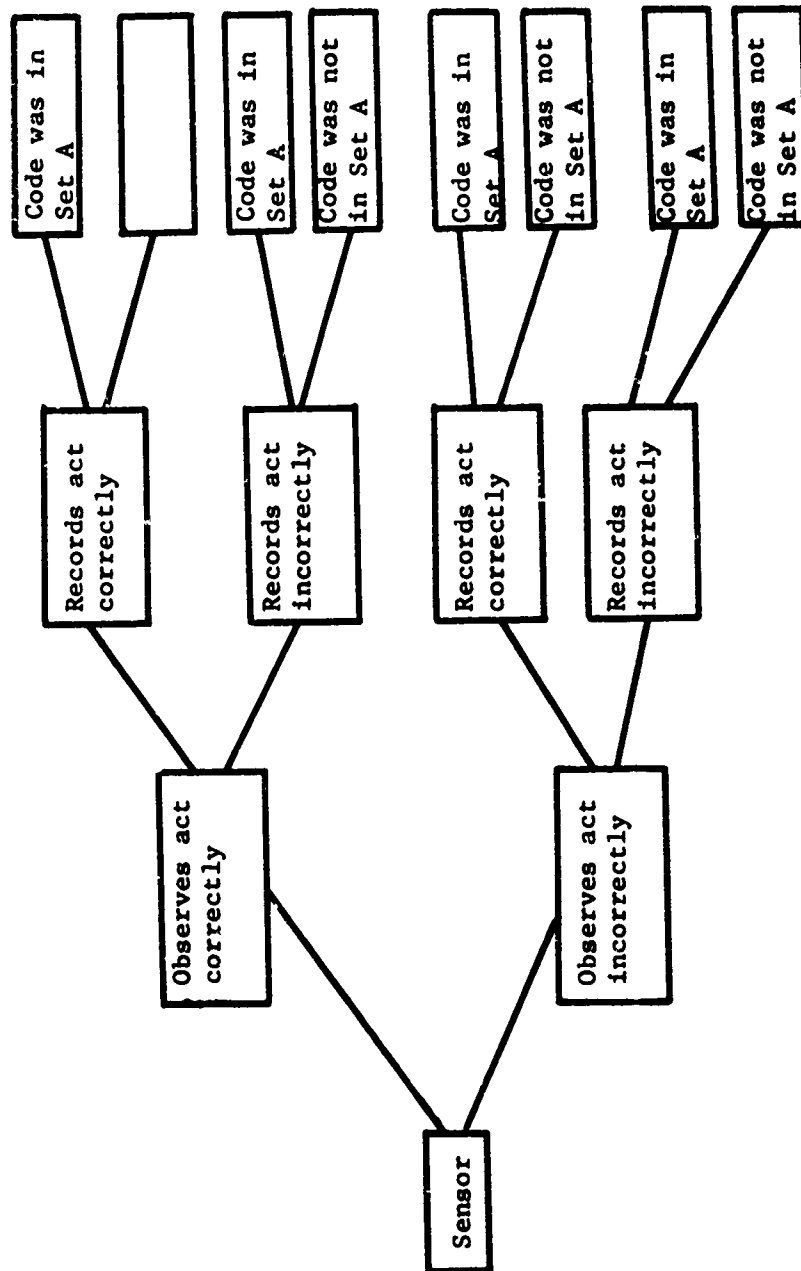 Sensor
Observes act
correctly
Observes act
incorrectly
Records act
correctly
Records act
incorrectly
Records act
correctly
Records act
incorrectly
Code was in
Set A
Code was in
Set A
Code was not
in Set A
Code was in
Set A
Code was not
in Set A
Code was in
Set A
Code was not
in Set A